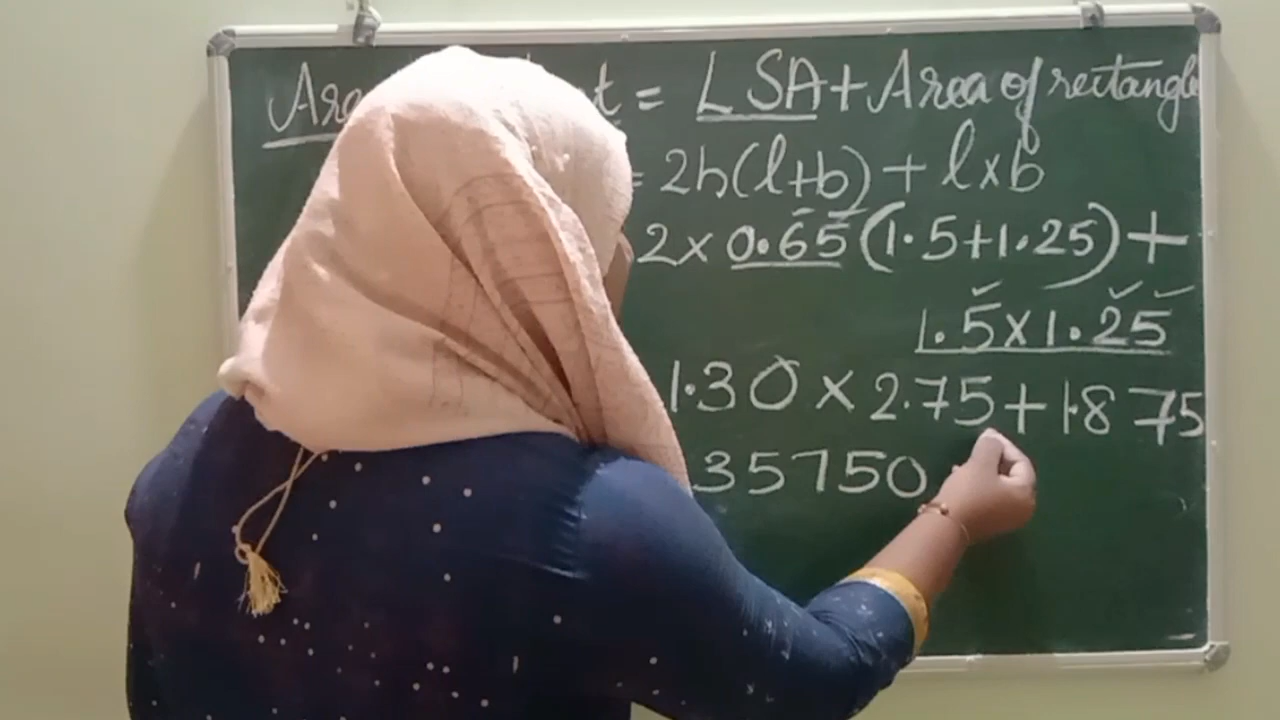 Are t = LSA + Area of rectangle
= 2h(l+b) + l×b
2 × 0.65 (1.5+1.25) +
1.5×1.25
1.30 × 2.75 + 1.875
35750